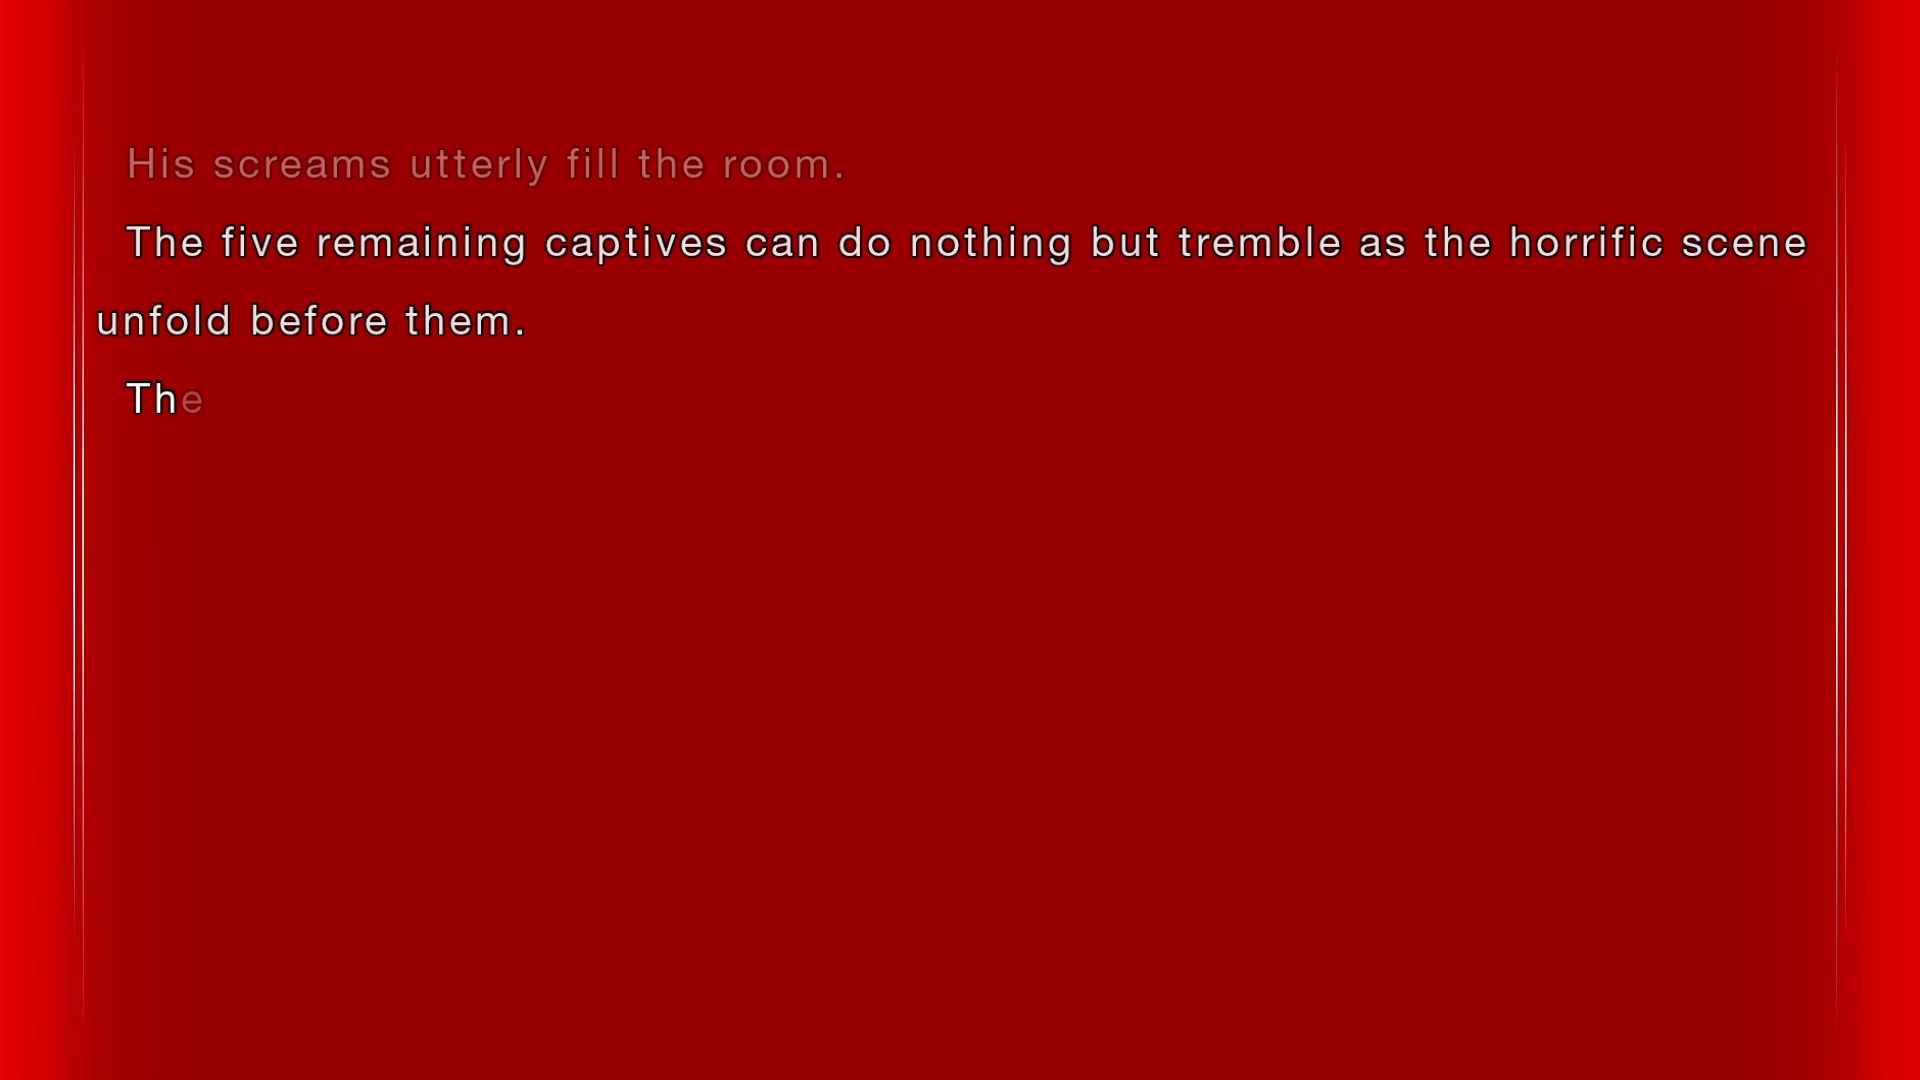 His screams utterly fill the room.
The five remaining captives can do nothing but tremble as the horrific scene
unfold before them.
The